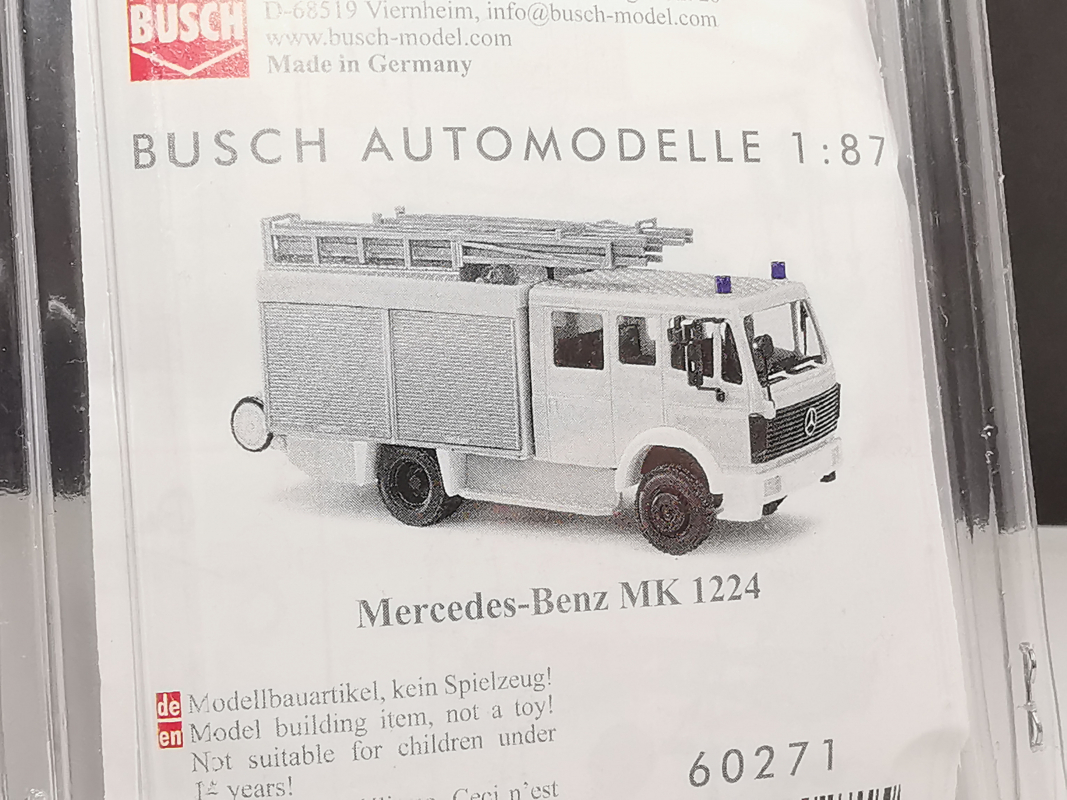 BUSCH
D-68519 Viernheim, info@busch-model.com
www.busch-model.com
Made in Germany
BUSCH AUTOMODELLE 1:87
Mercedes-Benz MK 1224
de Modellbauartikel, kein Spielzeug!
en Model building item, not a toy!
Not suitable for children under
years!
Ceci n'est
60271